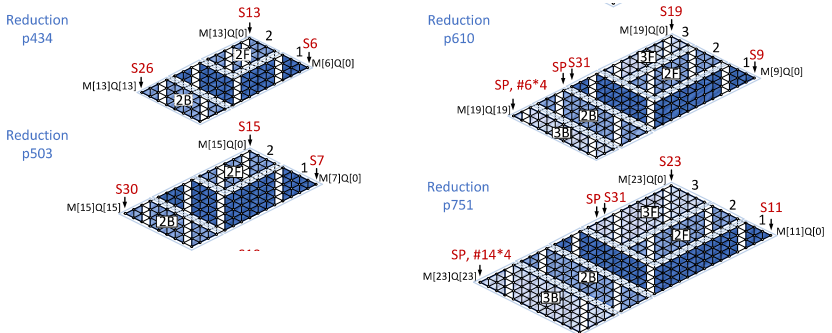 Reduction
p434
S13
M[13]Q[0]
2
S6
2F
1
M[6]Q[0]
S26
M[13]Q[13]
2B
Reduction
p503
S15
M[15]Q[0]
2
S7
2F
1
M[7]Q[0]
S30
M[15]Q[15]
2B
Reduction
p610
S19
M[19]Q[0]
3
3F
2
S9
2F
1
M[9]Q[0]
SP S31
SP, #6*4
M[19]Q[19]
2B
3B
Reduction
p751
S23
M[23]Q[0]
3
3F
2
S11
2F
1
M[11]Q[0]
SP S31
SP, #14*4
M[23]Q[23]
2B
3B